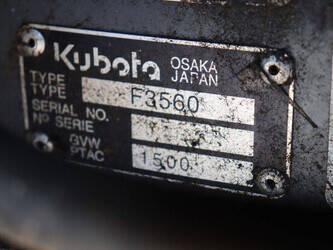 Kubota OSAKA JAPAN
TYPE
TYPE F3560
SERIAL NO.
Nº SERIE
GVW
PTAC 1500